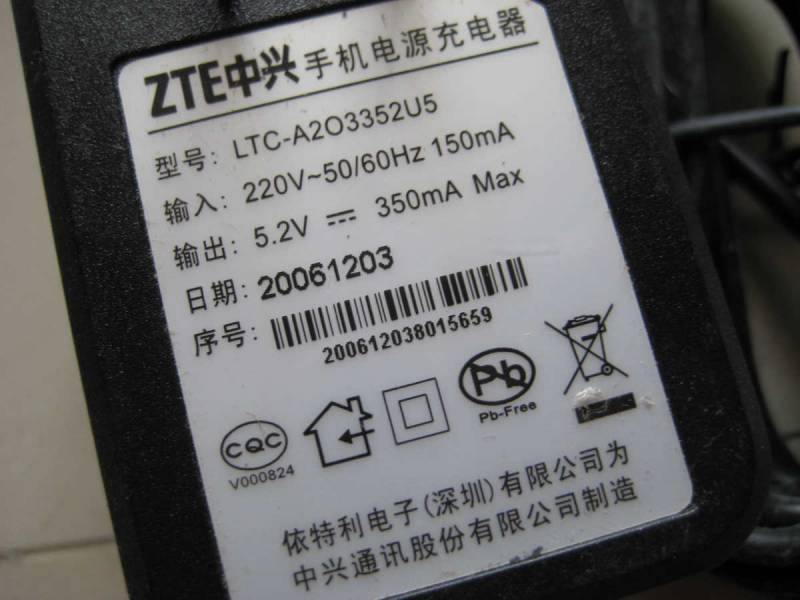 ZTE中兴 手机电源充电器
型号: LTC-A2O3352U5
输入: 220V~50/60Hz 150mA
输出: 5.2V ⎓ 350mA Max
日期: 20061203
序号:
200612038015659
CQC
V000824
Pb
Pb-Free
依特利电子(深圳)有限公司为
中兴通讯股份有限公司制造